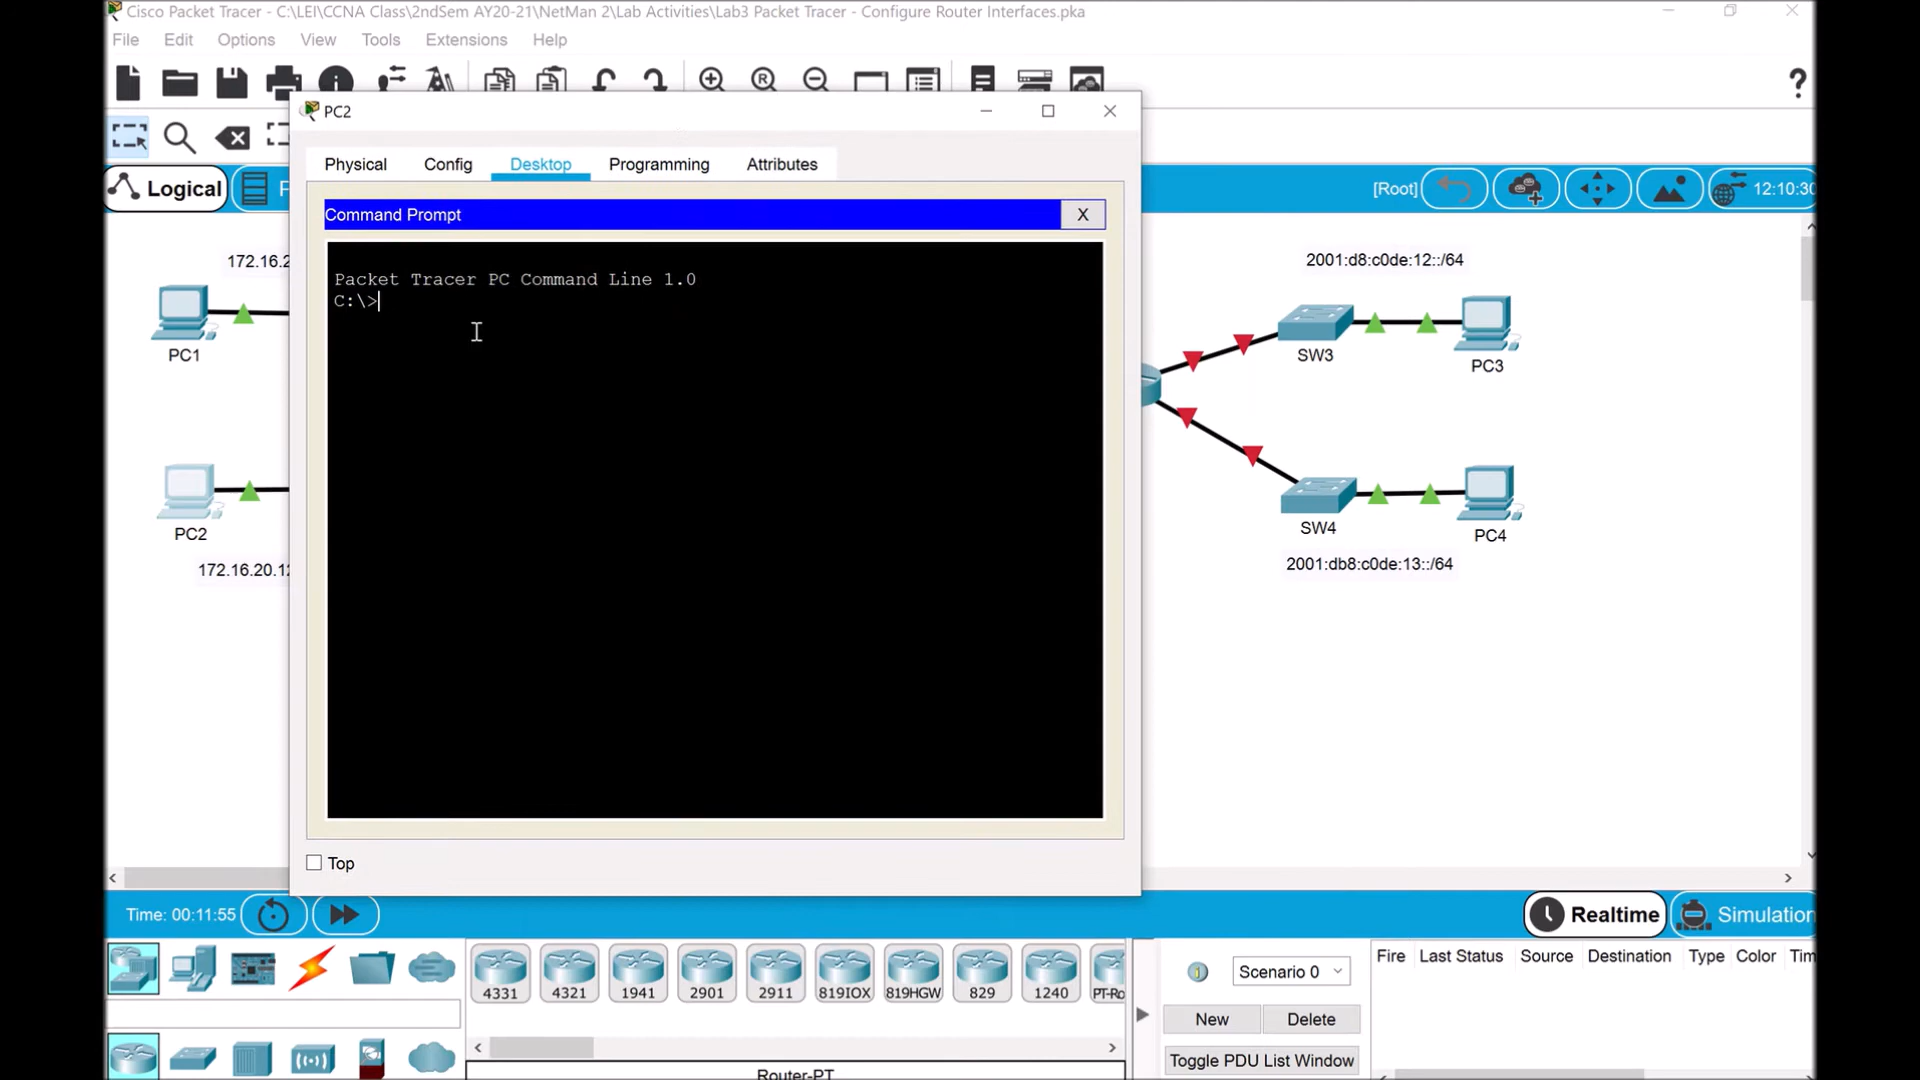 Cisco Packet Tracer - C:\LEI\CCNA Class\2ndSem AY20-21\NetMan 2\Lab Activities\Lab3 Packet Tracer - Configure Router Interfaces.pka
File Edit Options View Tools Extensions Help
PC2
Physical Config Desktop Programming Attributes
Logical
[Root]
12:10:30
Command Prompt
X
Packet Tracer PC Command Line 1.0
C:\>
172.16.2
PC1
PC2
172.16.20.12
2001:d8:c0de:12::/64
SW3
PC3
SW4
PC4
2001:db8:c0de:13::/64
Top
Time: 00:11:55
Realtime
Simulation
4331 4321 1941 2901 2911 819IOX 819HGW 829 1240 PT-Ro
Scenario 0
New
Delete
Toggle PDU List Window
Fire Last Status Source Destination Type Color Tim
Router-PT